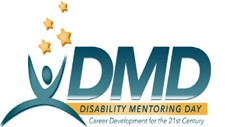 DMD
DISABILITY MENTORING DAY
Career Development for the 21st Century